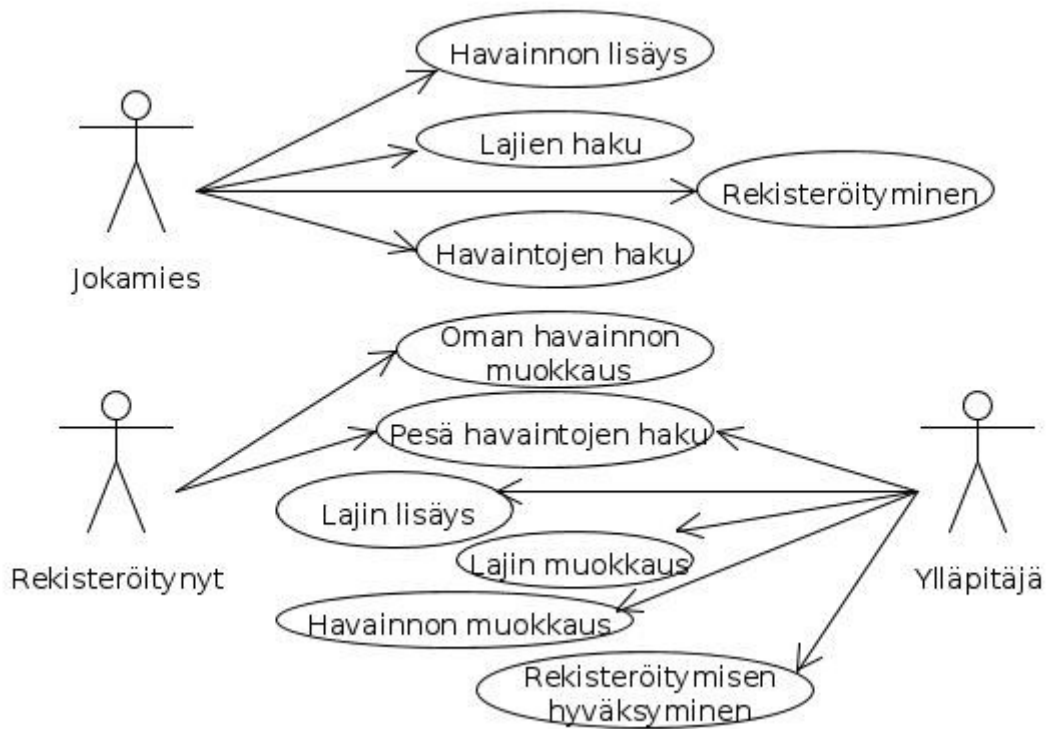 Havainnon lisäys
Lajien haku
Rekisteröityminen
Havaintojen haku
Jokamies
Oman havainnon
muokkaus
Pesä havaintojen haku
Lajin lisäys
Lajin muokkaus
Rekisteröitynyt
Ylläpitäjä
Havainnon muokkaus
Rekisteröitymisen
hyväksyminen